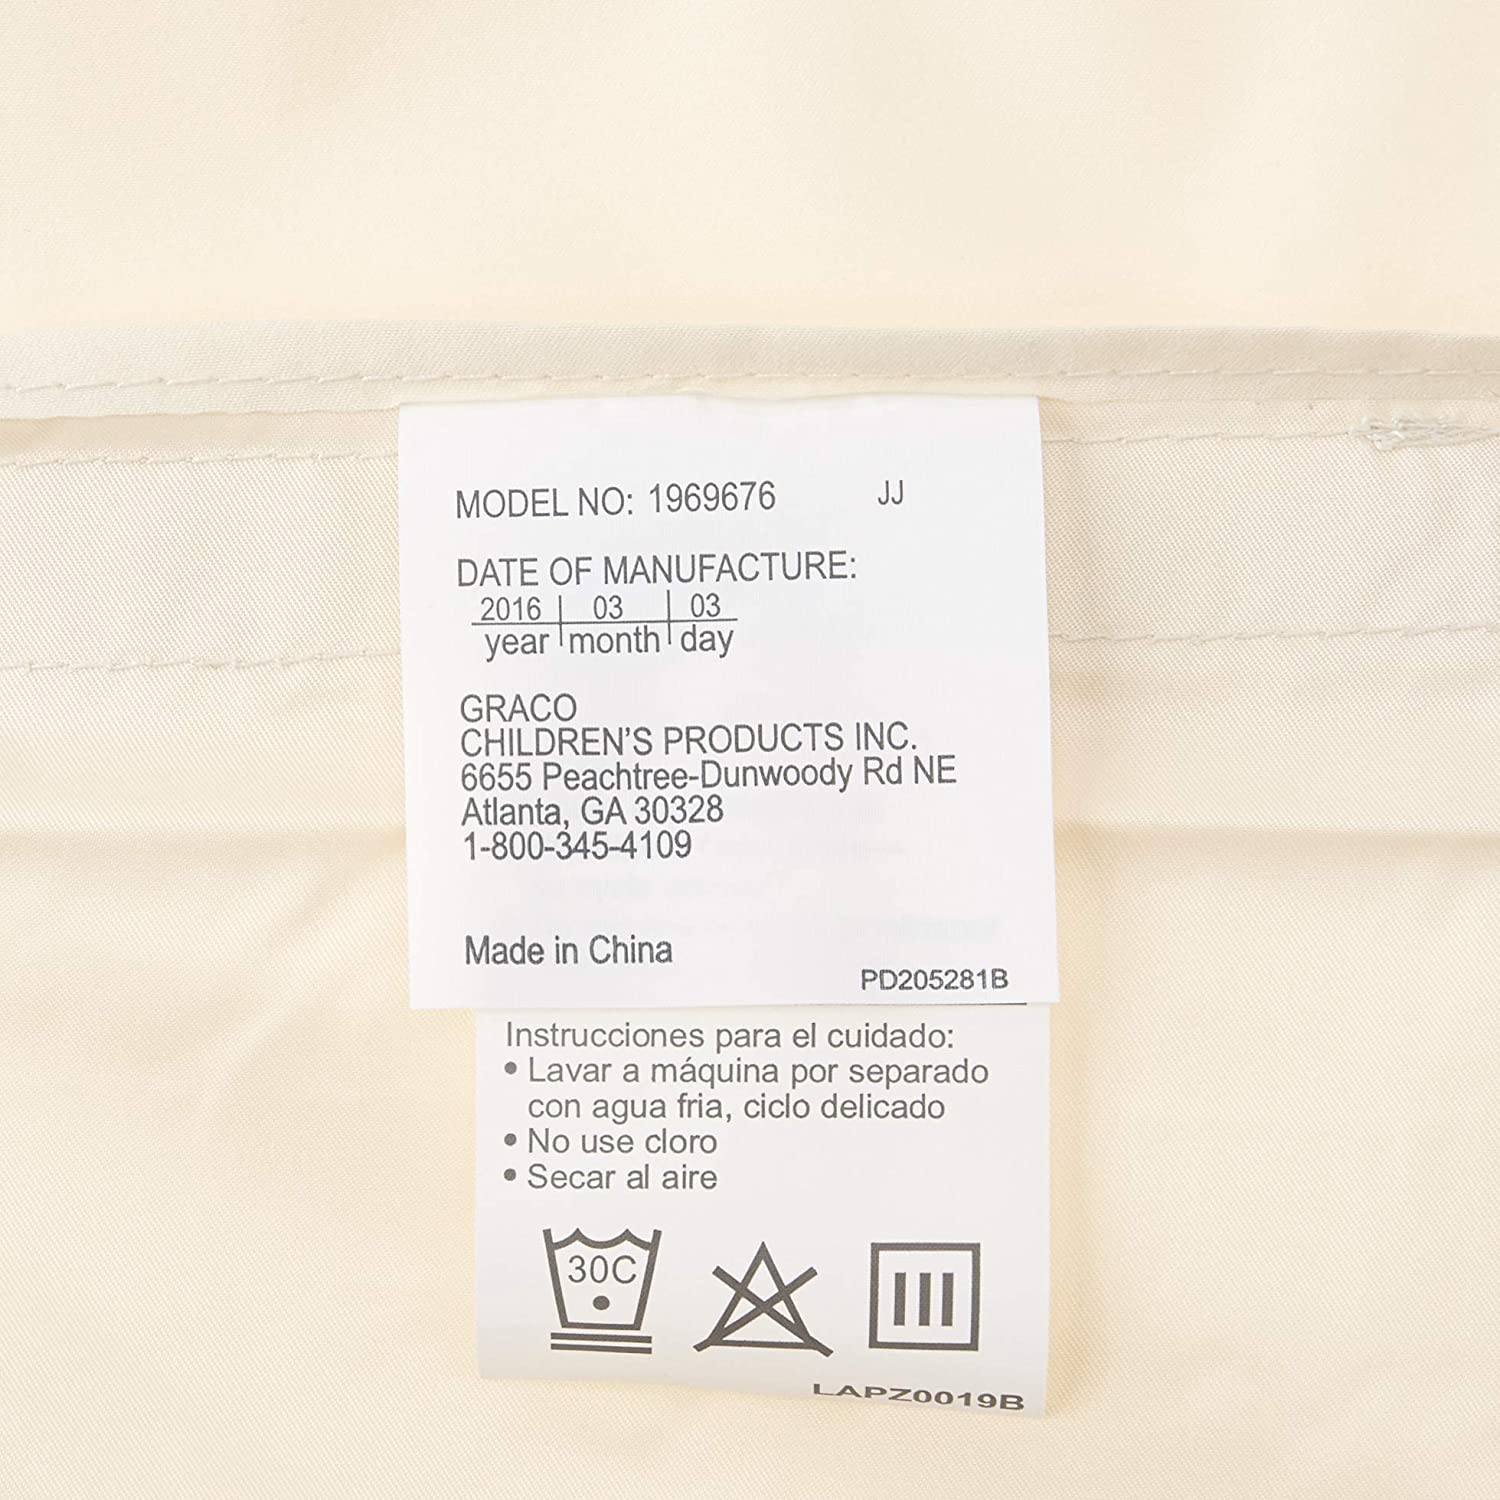 MODEL NO: 1969676 JJ
DATE OF MANUFACTURE:
2016 | 03 | 03
year month day
GRACO
CHILDREN'S PRODUCTS INC.
6655 Peachtree-Dunwoody Rd NE
Atlanta, GA 30328
1-800-345-4109
Made in China
PD205281B
Instrucciones para el cuidado:
• Lavar a máquina por separado
con agua fria, ciclo delicado
• No use cloro
• Secar al aire
30C
LAPZ0019B